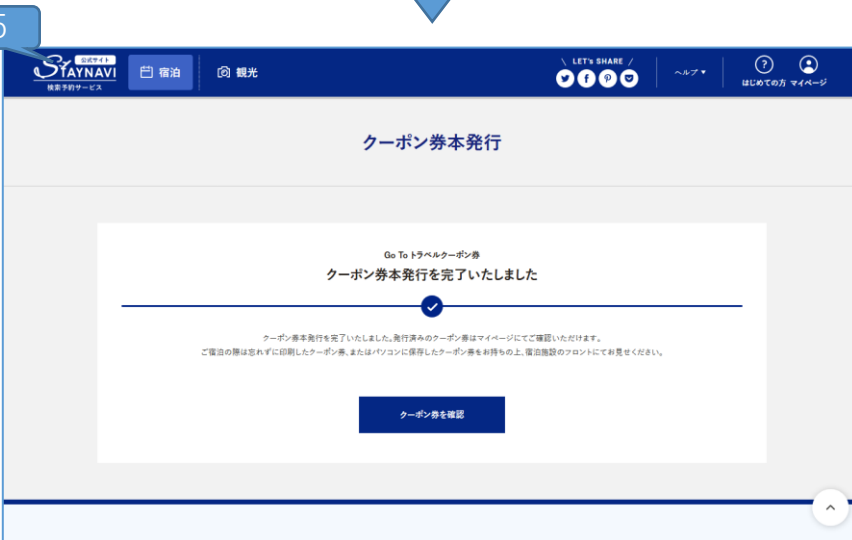 5
公式サイト
STAYNAVI
検索予約サービス
宿泊
観光
\ LET's SHARE /
ヘルプ ▾
はじめての方
マイページ
クーポン券本発行
Go To トラベルクーポン券
クーポン券本発行を完了いたしました
クーポン券本発行を完了いたしました。発行済みのクーポン券はマイページにてご確認いただけます。
ご宿泊の際は忘れずに印刷したクーポン券、またはパソコンに保存したクーポン券をお持ちの上、宿泊施設のフロントにてお見せください。
クーポン券を確認